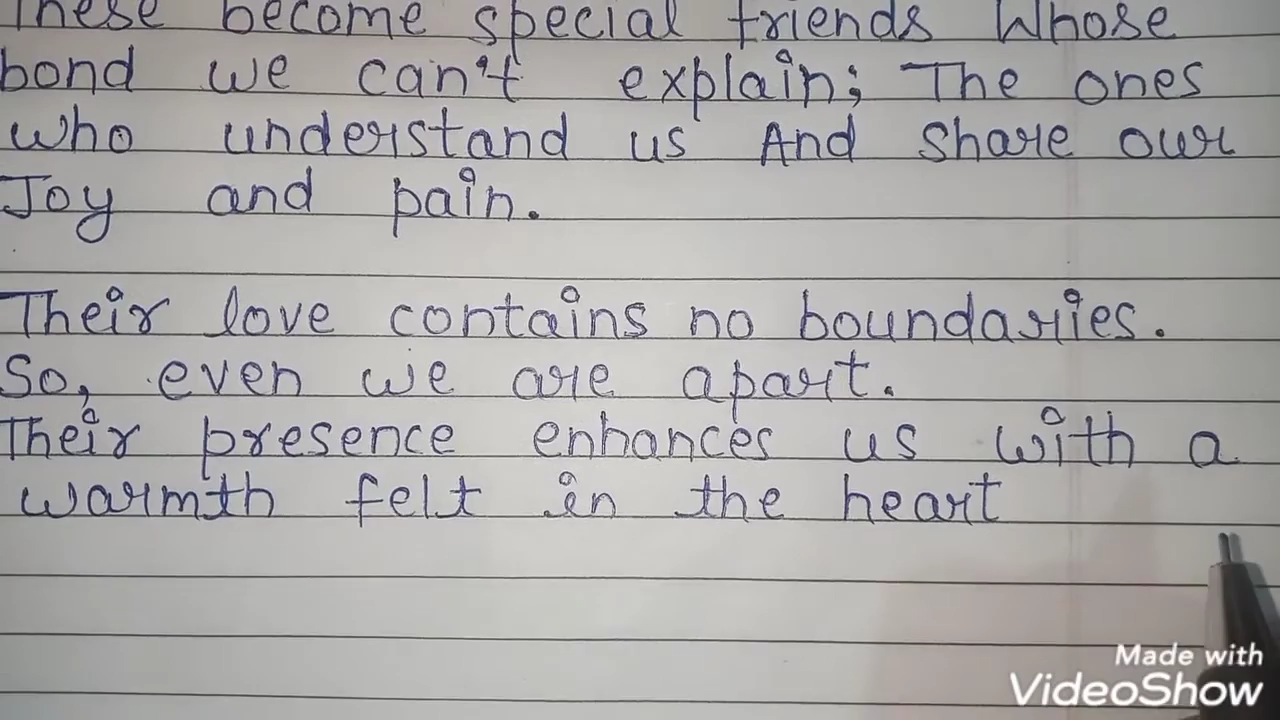 These become special friends Whose
bond we can't explain; The ones
who understand us And share our
Joy and pain.
Their love contains no boundaries.
So, even we are apart.
Their presence enhances us with a
warmth felt in the heart
Made with
VideoShow